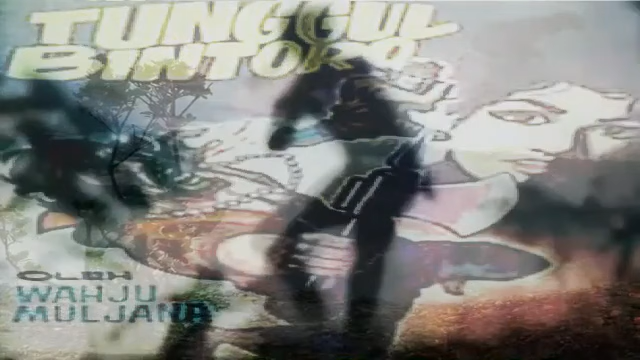 TUNGGUL
BINTORO
OLEH
WAHJU
MULJANA